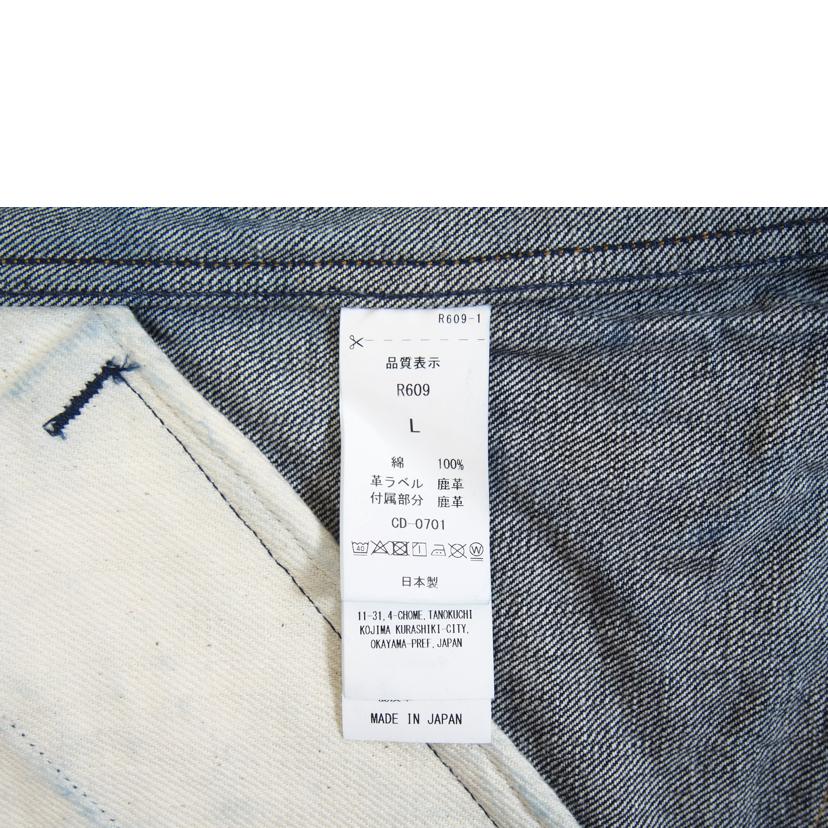 R609-1
品質表示
R609
L
綿 100%
革ラベル 鹿革
付属部分 鹿革
CD-0701
40
日本製
11-31,4-CHOME,TANOKUCHI
KOJIMA KURASHIKI-CITY,
OKAYAMA-PREF,JAPAN
MADE IN JAPAN